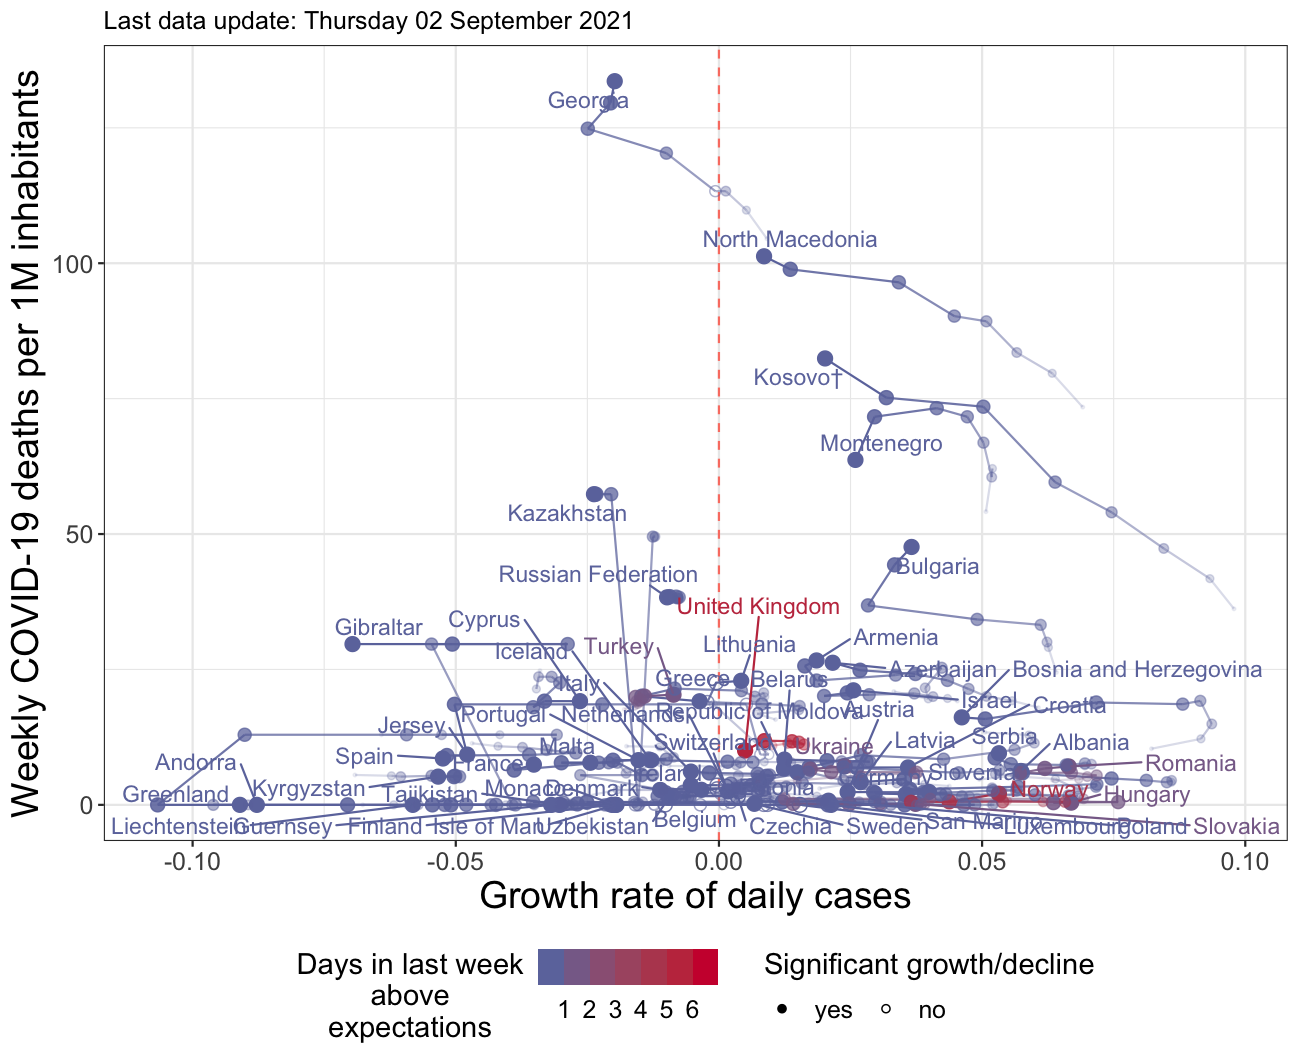 Last data update: Thursday 02 September 2021
Weekly COVID-19 deaths per 1M inhabitants
100
50
0
Georgia
North Macedonia
Kosovo†
Montenegro
Kazakhstan
Bulgaria
Russian Federation
United Kingdom
Gibraltar
Cyprus
Iceland
Turkey
Lithuania
Armenia
Italy
Greece
Belarus
Azerbaijan
Bosnia and Herzegovina
Jersey
Portugal
Netherlands
Republic of Moldova
Austria
Israel
Croatia
Spain
France
Malta
Switzerland
Ukraine
Latvia
Serbia
Albania
Andorra
Ireland
Slovenia
Romania
Greenland
Kyrgyzstan
Tajikistan
Monaco
Denmark
Norway
Hungary
Liechtenstein
Guernsey
Finland
Isle of Man
Uzbekistan
Belgium
Czechia
Sweden
San Marino
Luxembourg
Poland
Slovakia
-0.10
-0.05
0.00
0.05
0.10
Growth rate of daily cases
Days in last week
above
expectations
1 2 3 4 5 6
Significant growth/decline
yes
no